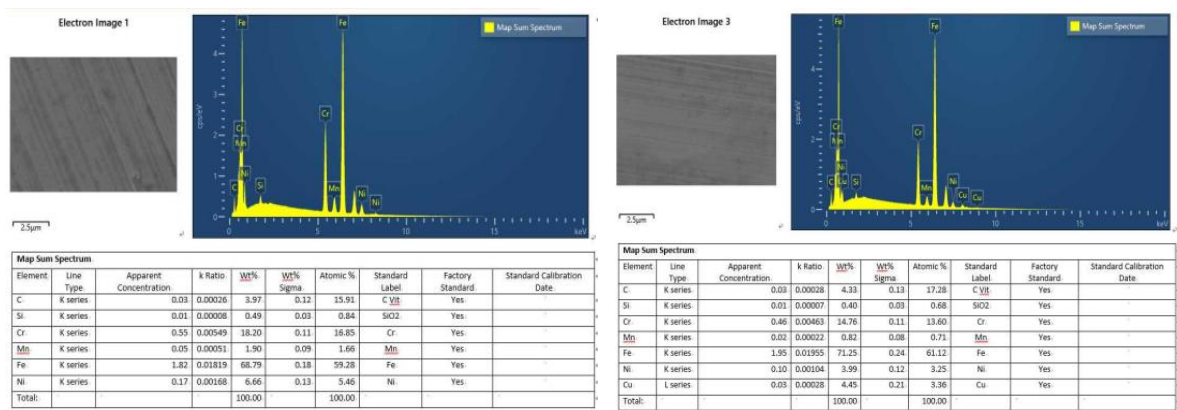 Electron Image 1
2.5μm
Fe
Fe
Map Sum Spectrum
cps/eV
4
3
2
1
0
Cr
Mn
Ni
C
Si
Cr
Mn
Ni
Ni
0
5
10
15
keV
Map Sum Spectrum
Element Line Type Apparent Concentration k Ratio Wt% Wt% Sigma Atomic % Standard Label Factory Standard Standard Calibration Date
C K series 0.03 0.00026 3.97 0.12 15.91 C Vit Yes
Si K series 0.01 0.00008 0.49 0.03 0.84 SiO2 Yes
Cr K series 0.55 0.00549 18.20 0.11 16.85 Cr Yes
Mn K series 0.05 0.00051 1.90 0.09 1.66 Mn Yes
Fe K series 1.82 0.01819 68.79 0.18 59.28 Fe Yes
Ni K series 0.17 0.00168 6.66 0.13 5.46 Ni Yes
Total: 100.00 100.00
Electron Image 3
2.5μm
Fe
Fe
Map Sum Spectrum
cps/eV
4
2
0
Cr
Mn
Ni
C
Cu
Si
Cr
Mn
Ni
Cu
Cu
0
5
10
15
keV
Map Sum Spectrum
Element Line Type Apparent Concentration k Ratio Wt% Wt% Sigma Atomic % Standard Label Factory Standard Standard Calibration Date
C K series 0.03 0.00028 4.33 0.13 17.28 C Vit Yes
Si K series 0.01 0.00007 0.40 0.03 0.68 SiO2 Yes
Cr K series 0.46 0.00463 14.76 0.11 13.60 Cr Yes
Mn K series 0.02 0.00022 0.82 0.08 0.71 Mn Yes
Fe K series 1.95 0.01955 71.25 0.24 61.12 Fe Yes
Ni K series 0.10 0.00104 3.99 0.12 3.25 Ni Yes
Cu L series 0.03 0.00028 4.45 0.21 3.36 Cu Yes
Total: 100.00 100.00